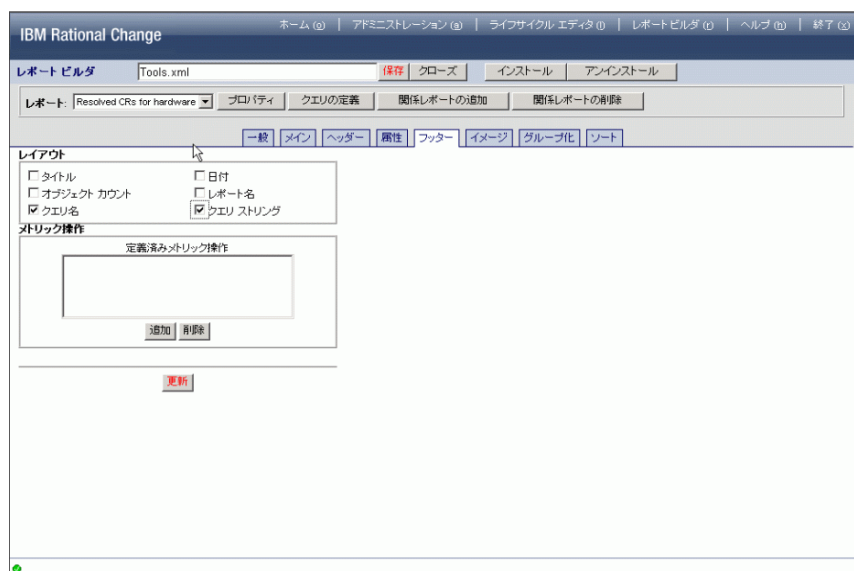 IBM Rational Change
ホーム (o) | アドミニストレーション (a) | ライフサイクル エディタ (l) | レポートビルダ (r) | ヘルプ (h) | 終了 (x)
レポート ビルダ Tools.xml 保存 クローズ インストール アンインストール
レポート: Resolved CRs for hardware プロパティ クエリの定義 関係レポートの追加 関係レポートの削除
一般 メイン ヘッダー 属性 フッター イメージ グループ化 ソート
レイアウト
タイトル 日付
オブジェクト カウント レポート名
クエリ名 クエリ ストリング
メトリック操作
定義済みメトリック操作
追加 削除
更新